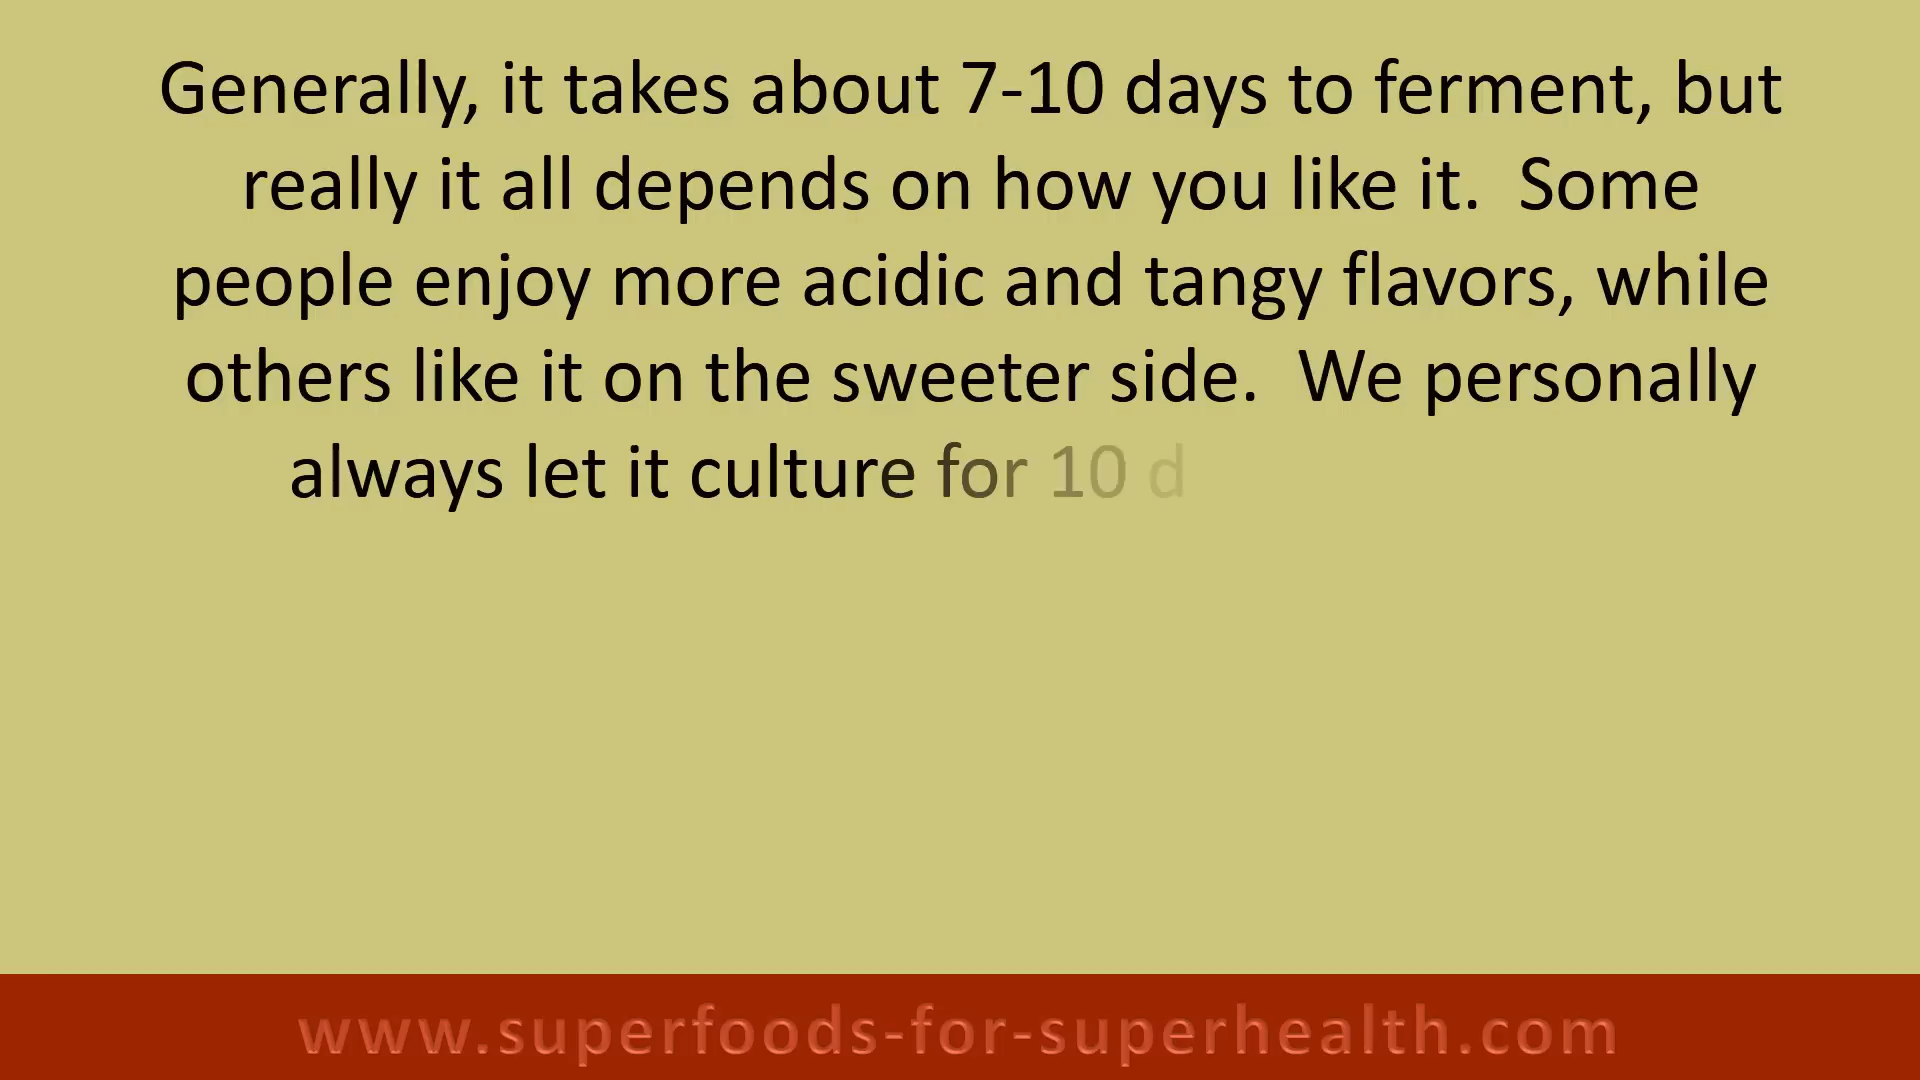 Generally, it takes about 7-10 days to ferment, but
really it all depends on how you like it.  Some
people enjoy more acidic and tangy flavors, while
others like it on the sweeter side.  We personally
always let it culture for 10 d
www.superfoods-for-superhealth.com